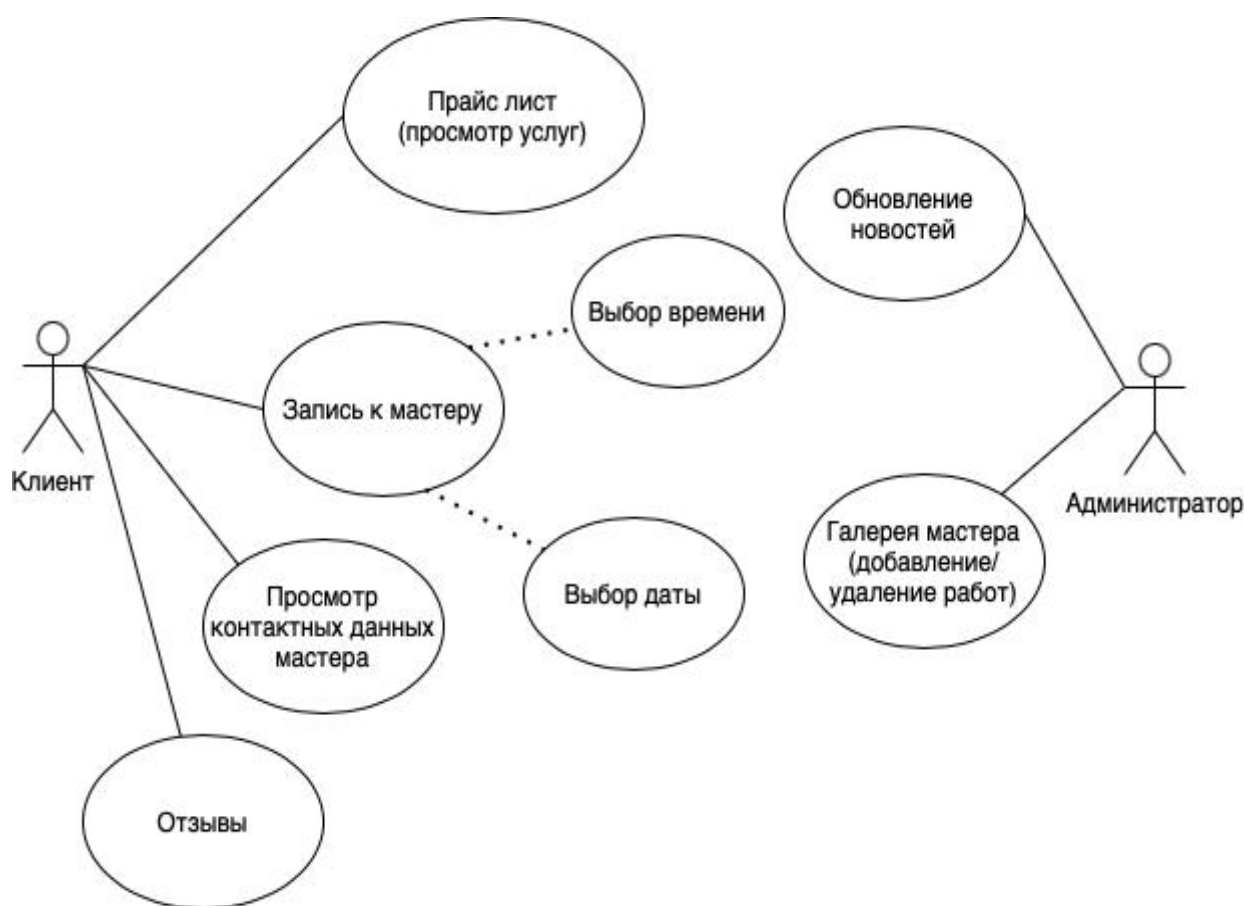 Прайс лист
(просмотр услуг)
Обновление
новостей
Выбор времени
Запись к мастеру
Клиент
Администратор
Галерея мастера
(добавление/
удаление работ)
Выбор даты
Просмотр
контактных данных
мастера
Отзывы